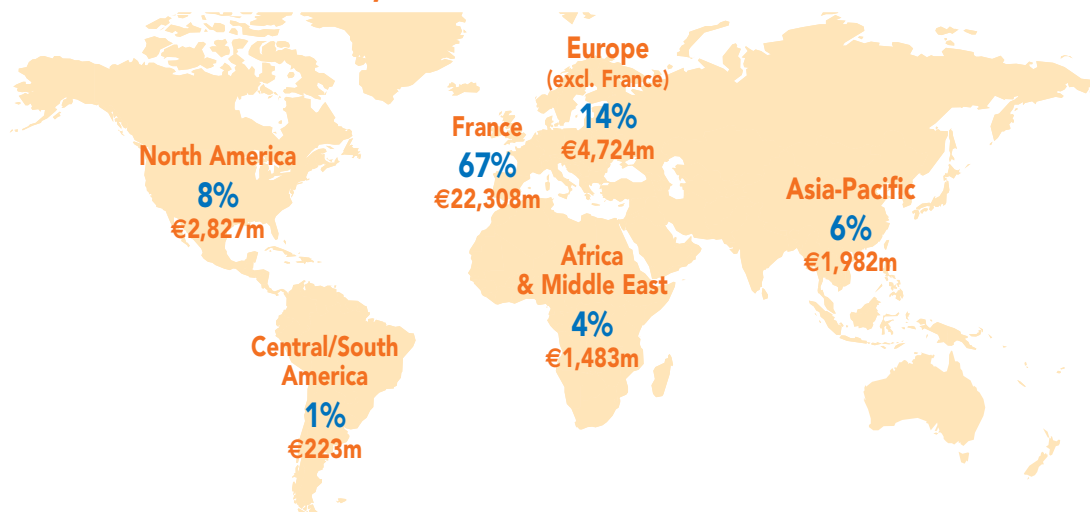 Europe
(excl. France)
14%
€4,724m
France
67%
€22,308m
North America
8%
€2,827m
Asia-Pacific
6%
€1,982m
Africa
& Middle East
4%
€1,483m
Central/South
America
1%
€223m